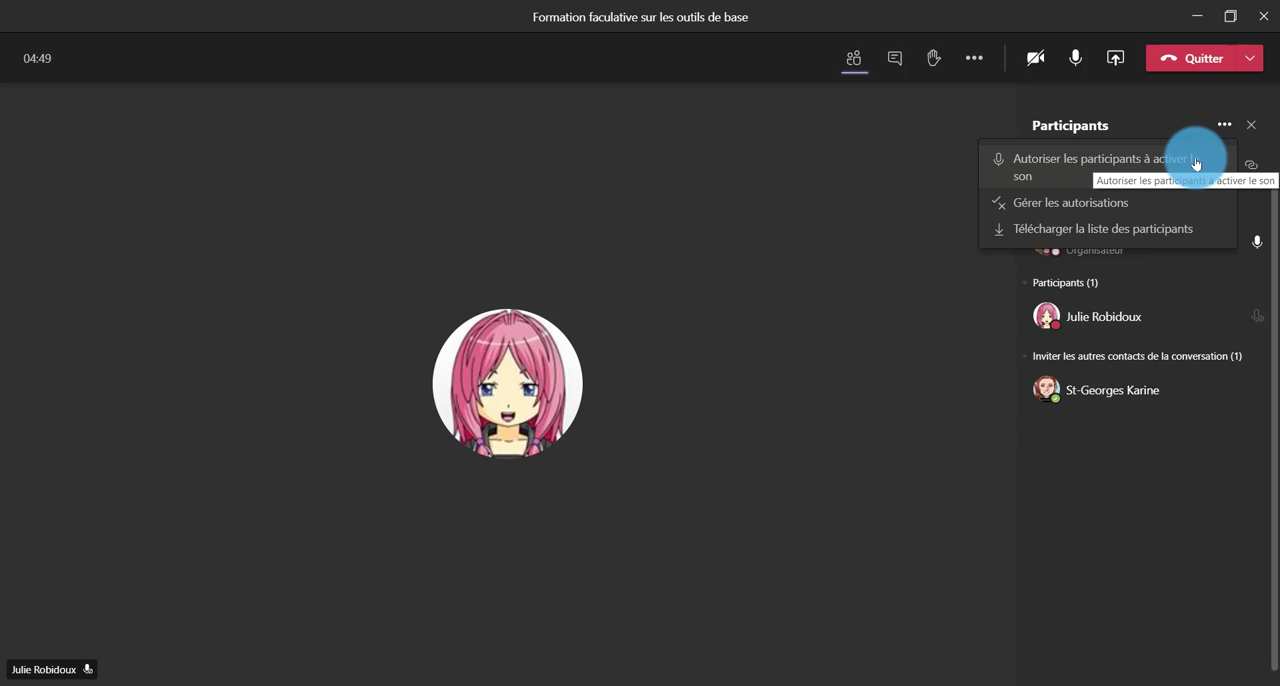 Formation faculative sur les outils de base
04:49
Quitter
Participants
Autoriser les participants à activer le
son
Autoriser les participants à activer le son
Gérer les autorisations
Télécharger la liste des participants
Organisateur
Participants (1)
Julie Robidoux
Inviter les autres contacts de la conversation (1)
St-Georges Karine
Julie Robidoux